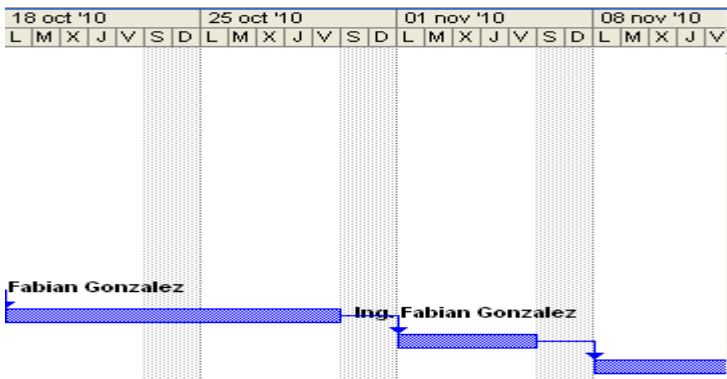 18 oct '10 25 oct '10 01 nov '10 08 nov '10
L M X J V S D L M X J V S D L M X J V S D L M X J V
Fabian Gonzalez
Ing. Fabian Gonzalez